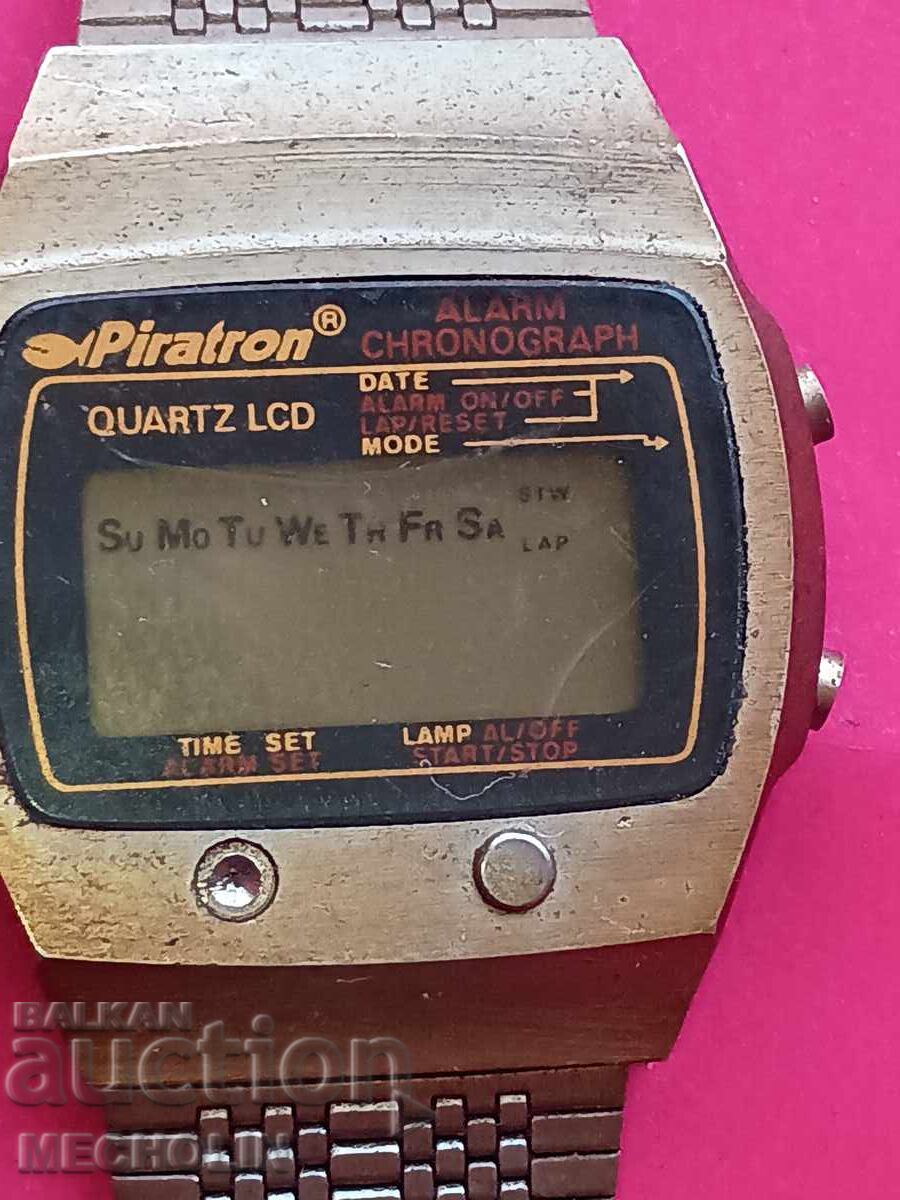 Piratron®
ALARM
CHRONOGRAPH
QUARTZ LCD
DATE
ALARM ON/OFF
LAP/RESET
MODE
SU MO TU WE TH FR SA
STW
LAP
TIME SET
ALARM SET
LAMP AL/OFF
START/STOP
BALKAN
auction
MECHOLIN